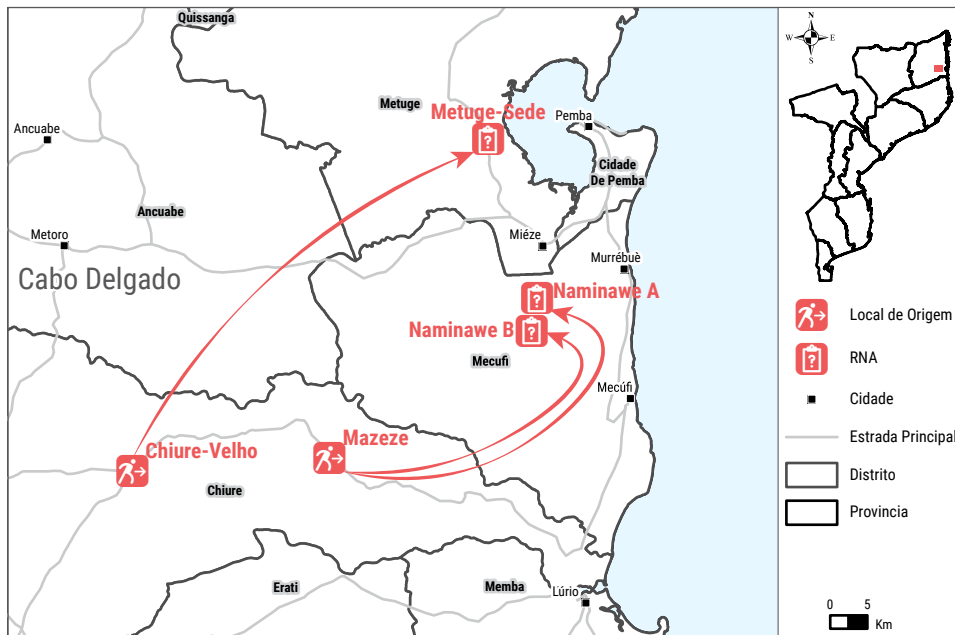 Quissanga
Metuge
Metuge-Sede
Pemba
Ancuabe
Cidade
De Pemba
Ancuabe
Metoro
Miéze
Murrébuè
Cabo Delgado
Naminawe A
Naminawe B
Mecufi
Mecúfi
Mazeze
Chiure-Velho
Chiure
Erati
Memba
Lúrio
N
W
E
S
Local de Origem
RNA
Cidade
Estrada Principal
Distrito
Provincia
0 5
Km